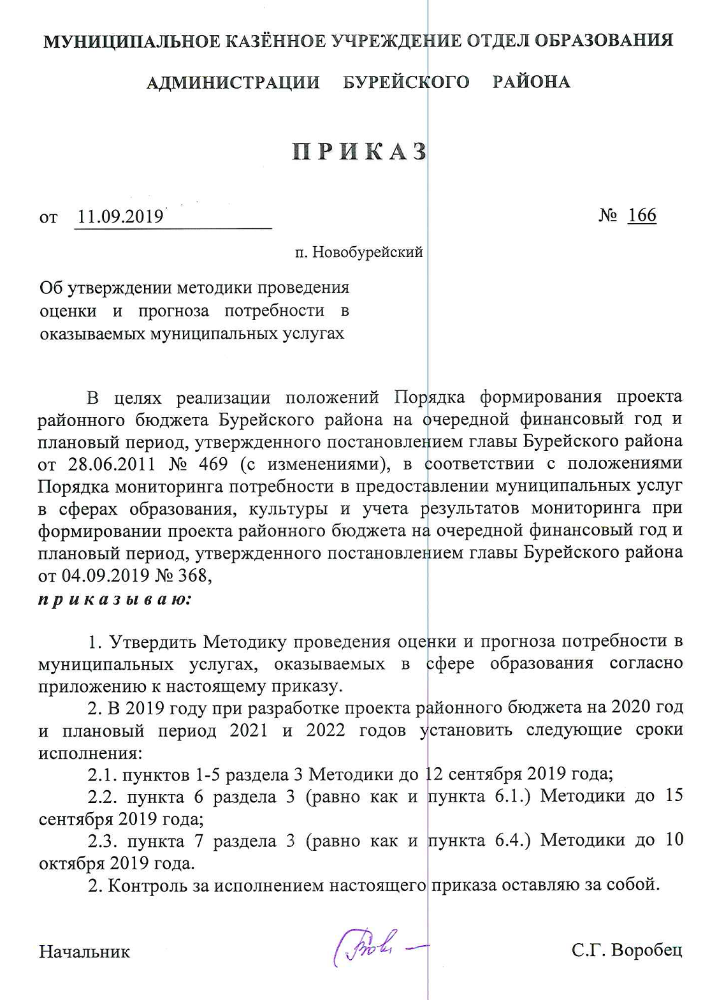 МУНИЦИПАЛЬНОЕ КАЗЁННОЕ УЧРЕЖДЕНИЕ ОТДЕЛ ОБРАЗОВАНИЯ
АДМИНИСТРАЦИИ БУРЕЙСКОГО РАЙОНА
П Р И К А З
от 11.09.2019 № 166
п. Новобурейский
Об утверждении методики проведения
оценки и прогноза потребности в
оказываемых муниципальных услугах
В целях реализации положений Порядка формирования проекта
районного бюджета Бурейского района на очередной финансовый год и
плановый период, утвержденного постановлением главы Бурейского района
от 28.06.2011 № 469 (с изменениями), в соответствии с положениями
Порядка мониторинга потребности в предоставлении муниципальных услуг
в сферах образования, культуры и учета результатов мониторинга при
формировании проекта районного бюджета на очередной финансовый год и
плановый период, утвержденного постановлением главы Бурейского района
от 04.09.2019 № 368,
п р и к а з ы в а ю:
1. Утвердить Методику проведения оценки и прогноза потребности в
муниципальных услугах, оказываемых в сфере образования согласно
приложению к настоящему приказу.
2. В 2019 году при разработке проекта районного бюджета на 2020 год
и плановый период 2021 и 2022 годов установить следующие сроки
исполнения:
2.1. пунктов 1-5 раздела 3 Методики до 12 сентября 2019 года;
2.2. пункта 6 раздела 3 (равно как и пункта 6.1.) Методики до 15
сентября 2019 года;
2.3. пункта 7 раздела 3 (равно как и пункта 6.4.) Методики до 10
октября 2019 года.
2. Контроль за исполнением настоящего приказа оставляю за собой.
Начальник С.Г. Воробец